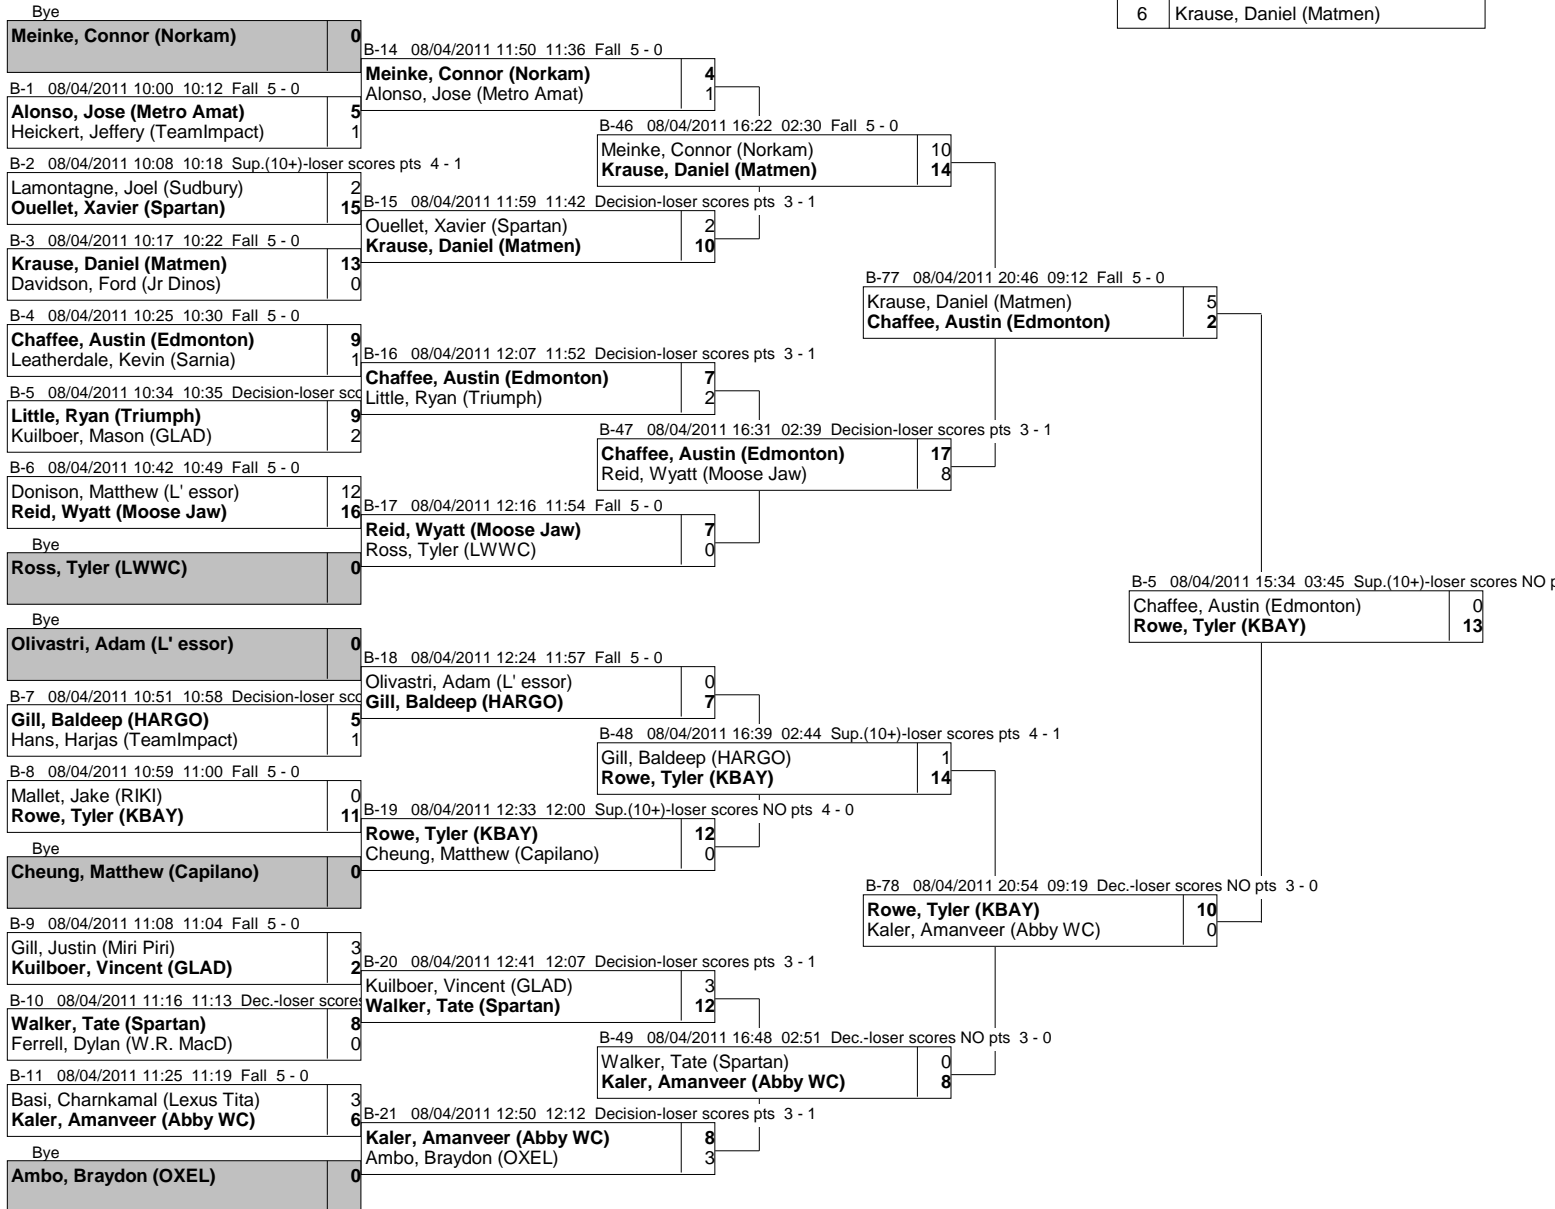 6 Krause, Daniel (Matmen)
Bye
Meinke, Connor (Norkam) 0
B-1 08/04/2011 10:00 10:12 Fall 5 - 0
Alonso, Jose (Metro Amat) 5
Heickert, Jeffery (TeamImpact) 1
B-2 08/04/2011 10:08 10:18 Sup.(10+)-loser scores pts 4 - 1
Lamontagne, Joel (Sudbury) 2
Ouellet, Xavier (Spartan) 15
B-3 08/04/2011 10:17 10:22 Fall 5 - 0
Krause, Daniel (Matmen) 13
Davidson, Ford (Jr Dinos) 0
B-4 08/04/2011 10:25 10:30 Fall 5 - 0
Chaffee, Austin (Edmonton) 9
Leatherdale, Kevin (Sarnia) 1
B-5 08/04/2011 10:34 10:35 Decision-loser sco
Little, Ryan (Triumph) 9
Kuilboer, Mason (GLAD) 2
B-6 08/04/2011 10:42 10:49 Fall 5 - 0
Donison, Matthew (L' essor) 12
Reid, Wyatt (Moose Jaw) 16
Bye
Ross, Tyler (LWWC) 0
Bye
Olivastri, Adam (L' essor) 0
B-7 08/04/2011 10:51 10:58 Decision-loser sco
Gill, Baldeep (HARGO) 5
Hans, Harjas (TeamImpact) 1
B-8 08/04/2011 10:59 11:00 Fall 5 - 0
Mallet, Jake (RIKI) 0
Rowe, Tyler (KBAY) 11
Bye
Cheung, Matthew (Capilano) 0
B-9 08/04/2011 11:08 11:04 Fall 5 - 0
Gill, Justin (Miri Piri) 3
Kuilboer, Vincent (GLAD) 2
B-10 08/04/2011 11:16 11:13 Dec.-loser scores
Walker, Tate (Spartan) 8
Ferrell, Dylan (W.R. MacD) 0
B-11 08/04/2011 11:25 11:19 Fall 5 - 0
Basi, Charnkamal (Lexus Tita) 3
Kaler, Amanveer (Abby WC) 6
Bye
Ambo, Braydon (OXEL) 0
B-14 08/04/2011 11:50 11:36 Fall 5 - 0
Meinke, Connor (Norkam) 4
Alonso, Jose (Metro Amat) 1
B-15 08/04/2011 11:59 11:42 Decision-loser scores pts 3 - 1
Ouellet, Xavier (Spartan) 2
Krause, Daniel (Matmen) 10
B-16 08/04/2011 12:07 11:52 Decision-loser scores pts 3 - 1
Chaffee, Austin (Edmonton) 7
Little, Ryan (Triumph) 2
B-17 08/04/2011 12:16 11:54 Fall 5 - 0
Reid, Wyatt (Moose Jaw) 7
Ross, Tyler (LWWC) 0
B-18 08/04/2011 12:24 11:57 Fall 5 - 0
Olivastri, Adam (L' essor) 0
Gill, Baldeep (HARGO) 7
B-19 08/04/2011 12:33 12:00 Sup.(10+)-loser scores NO pts 4 - 0
Rowe, Tyler (KBAY) 12
Cheung, Matthew (Capilano) 0
B-20 08/04/2011 12:41 12:07 Decision-loser scores pts 3 - 1
Kuilboer, Vincent (GLAD) 3
Walker, Tate (Spartan) 12
B-21 08/04/2011 12:50 12:12 Decision-loser scores pts 3 - 1
Kaler, Amanveer (Abby WC) 8
Ambo, Braydon (OXEL) 3
B-46 08/04/2011 16:22 02:30 Fall 5 - 0
Meinke, Connor (Norkam) 10
Krause, Daniel (Matmen) 14
B-47 08/04/2011 16:31 02:39 Decision-loser scores pts 3 - 1
Chaffee, Austin (Edmonton) 17
Reid, Wyatt (Moose Jaw) 8
B-48 08/04/2011 16:39 02:44 Sup.(10+)-loser scores pts 4 - 1
Gill, Baldeep (HARGO) 1
Rowe, Tyler (KBAY) 14
B-49 08/04/2011 16:48 02:51 Dec.-loser scores NO pts 3 - 0
Walker, Tate (Spartan) 0
Kaler, Amanveer (Abby WC) 8
B-77 08/04/2011 20:46 09:12 Fall 5 - 0
Krause, Daniel (Matmen) 5
Chaffee, Austin (Edmonton) 2
B-78 08/04/2011 20:54 09:19 Dec.-loser scores NO pts 3 - 0
Rowe, Tyler (KBAY) 10
Kaler, Amanveer (Abby WC) 0
B-5 08/04/2011 15:34 03:45 Sup.(10+)-loser scores NO p
Chaffee, Austin (Edmonton) 0
Rowe, Tyler (KBAY) 13